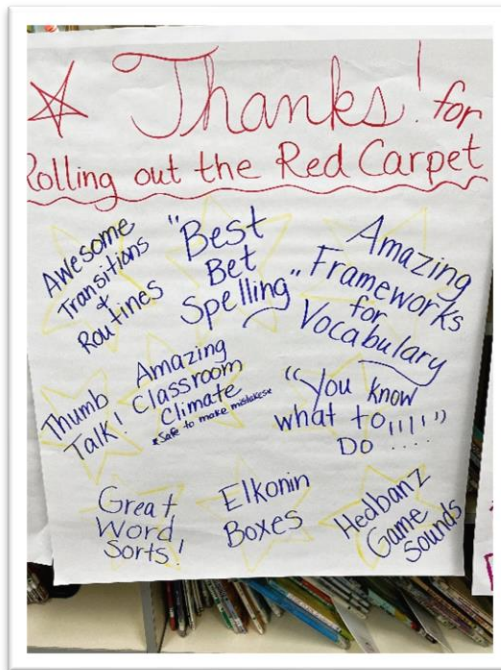 Thanks! for
Rolling out the Red Carpet
Awesome
Transitions
&
Routines
"Best
Bet
Spelling"
Amazing
Frameworks
for
Vocabulary
Thumb
Talk!
Amazing
Classroom
Climate
*Safe to make mistakes*
"You know
what to,,,,"
DO ....
Great
Word
Sorts!
Elkonin
Boxes
Hedbanz
Game
Sounds